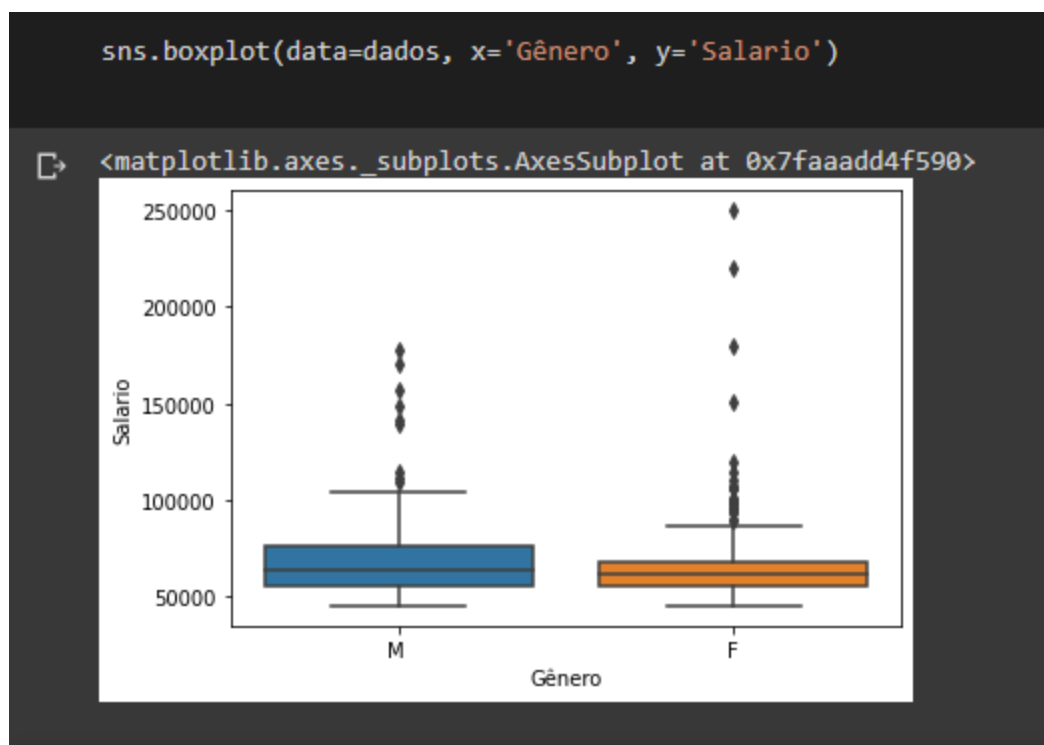 sns.boxplot(data=dados, x='Gênero', y='Salario')
<matplotlib.axes._subplots.AxesSubplot at 0x7faaadd4f590>
250000
200000
150000
100000
50000
Salario
M F
Gênero